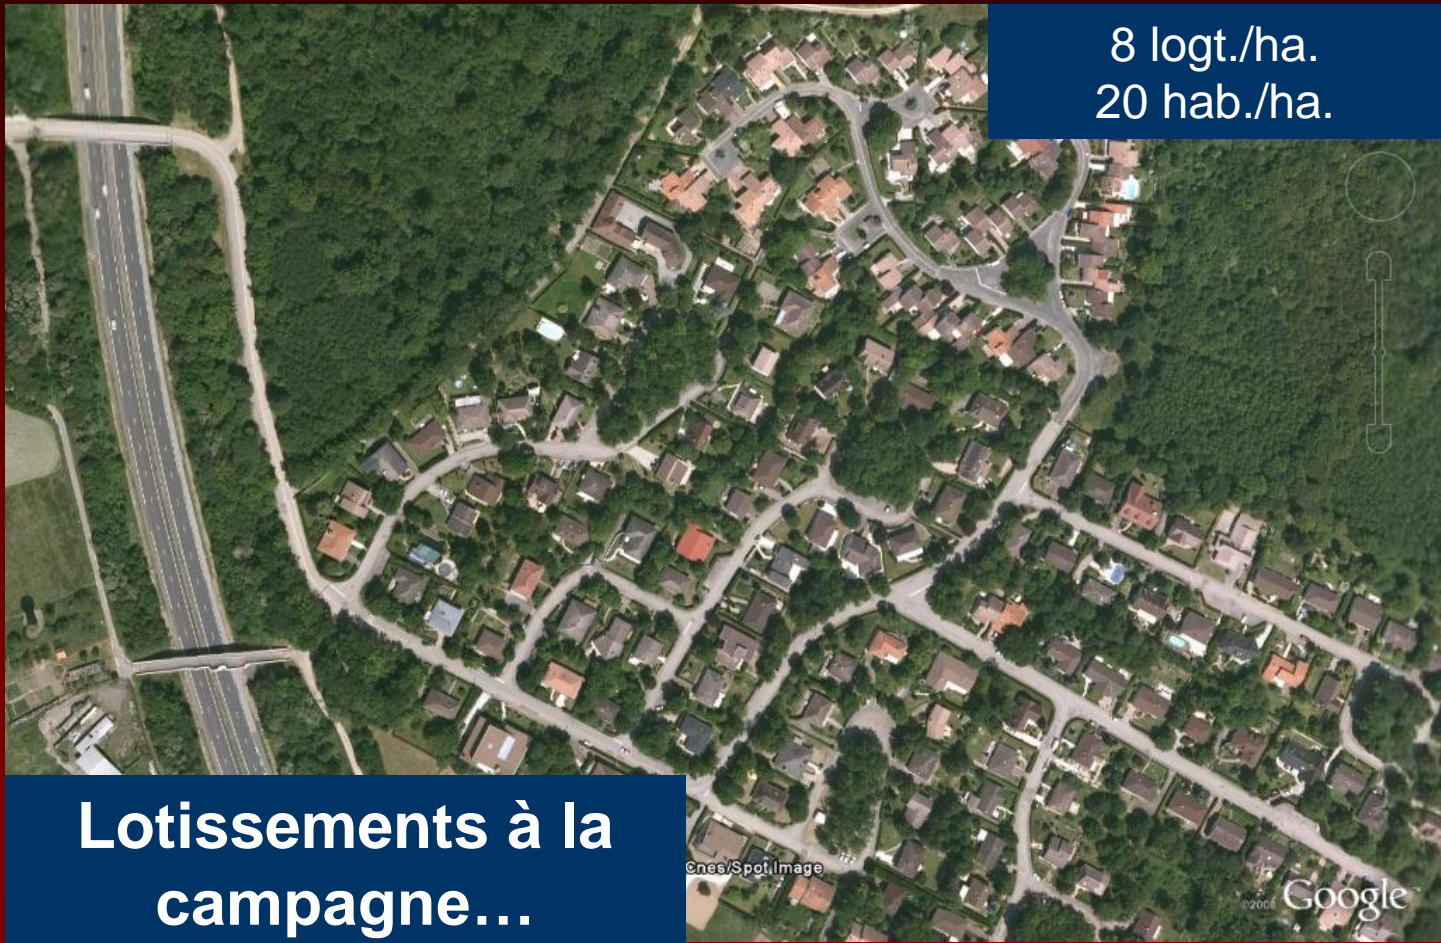 8 logt./ha.
20 hab./ha.
Lotissements à la
campagne…
Cnes/Spot Image
Google